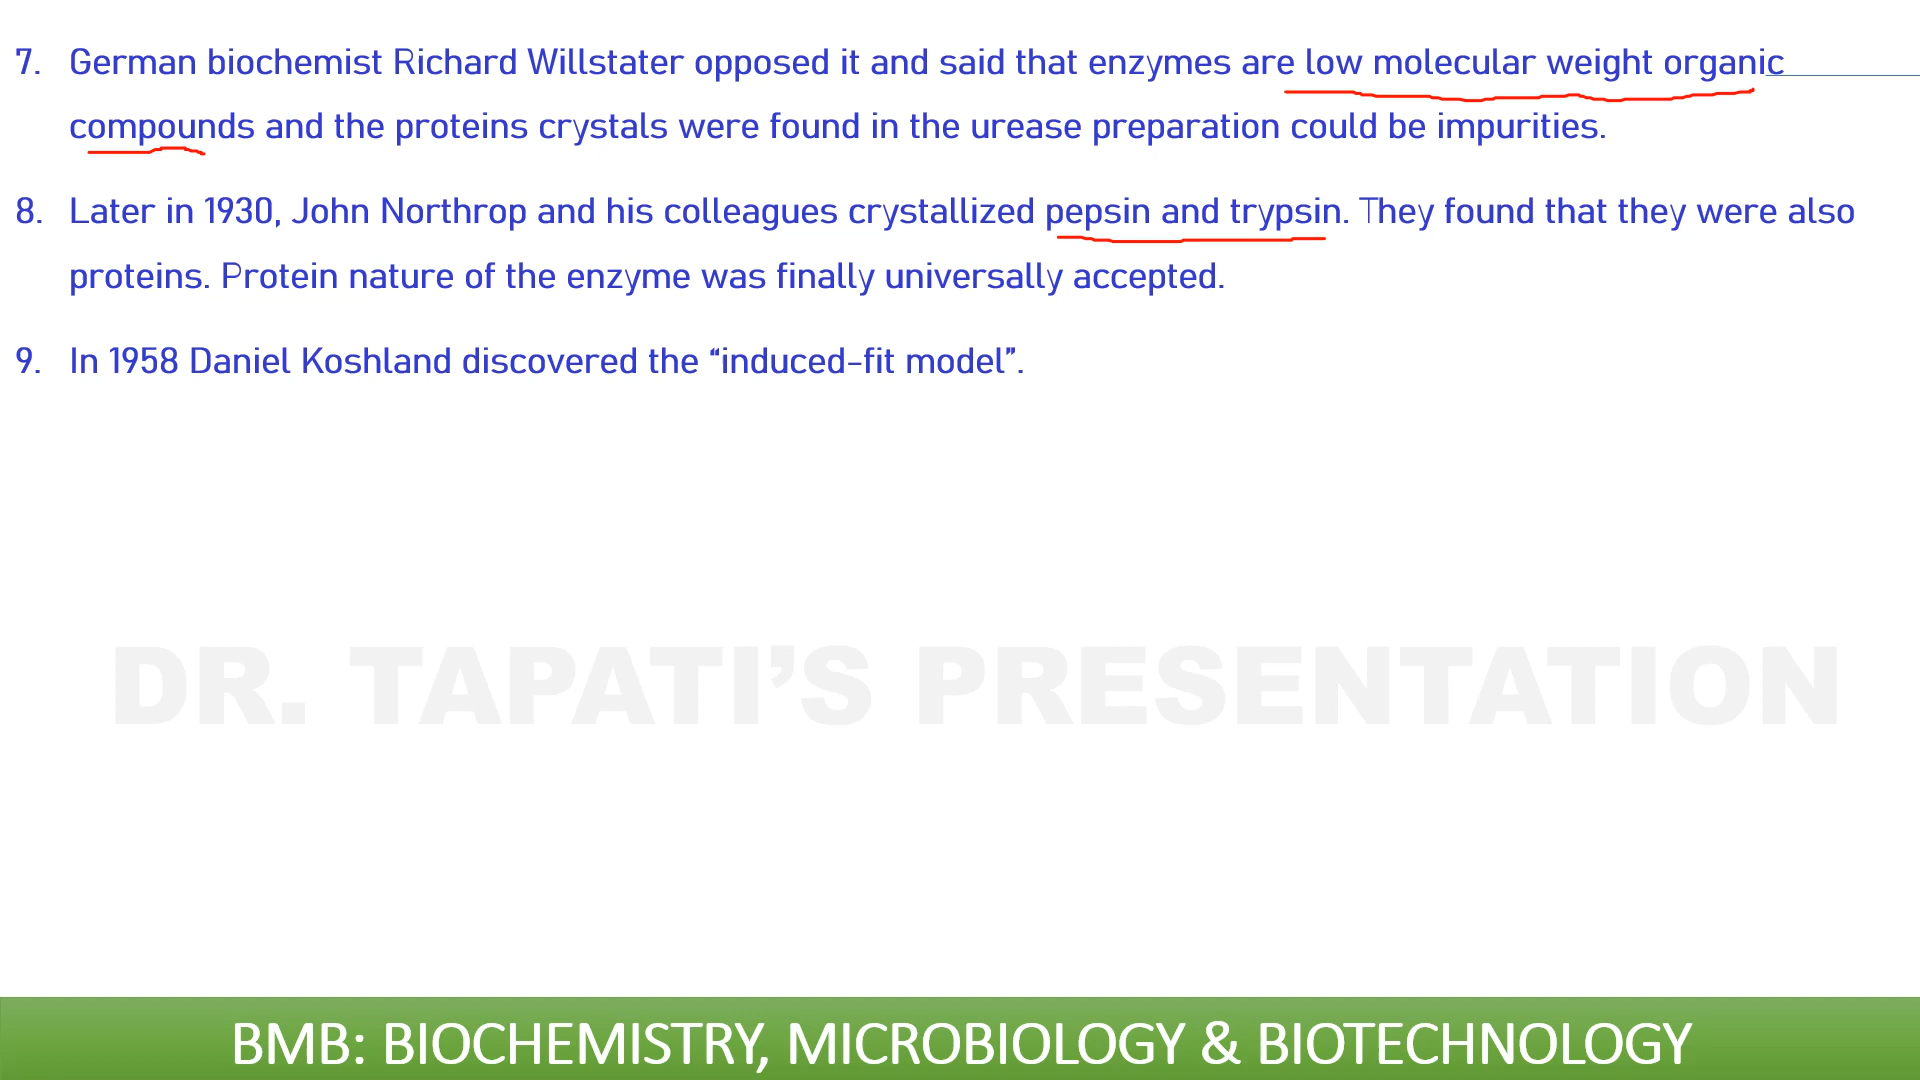 7. German biochemist Richard Willstater opposed it and said that enzymes are low molecular weight organic
compounds and the proteins crystals were found in the urease preparation could be impurities.
8. Later in 1930, John Northrop and his colleagues crystallized pepsin and trypsin. They found that they were also
proteins. Protein nature of the enzyme was finally universally accepted.
9. In 1958 Daniel Koshland discovered the “induced-fit model”.
DR. TAPATI’S PRESENTATION
BMB: BIOCHEMISTRY, MICROBIOLOGY & BIOTECHNOLOGY